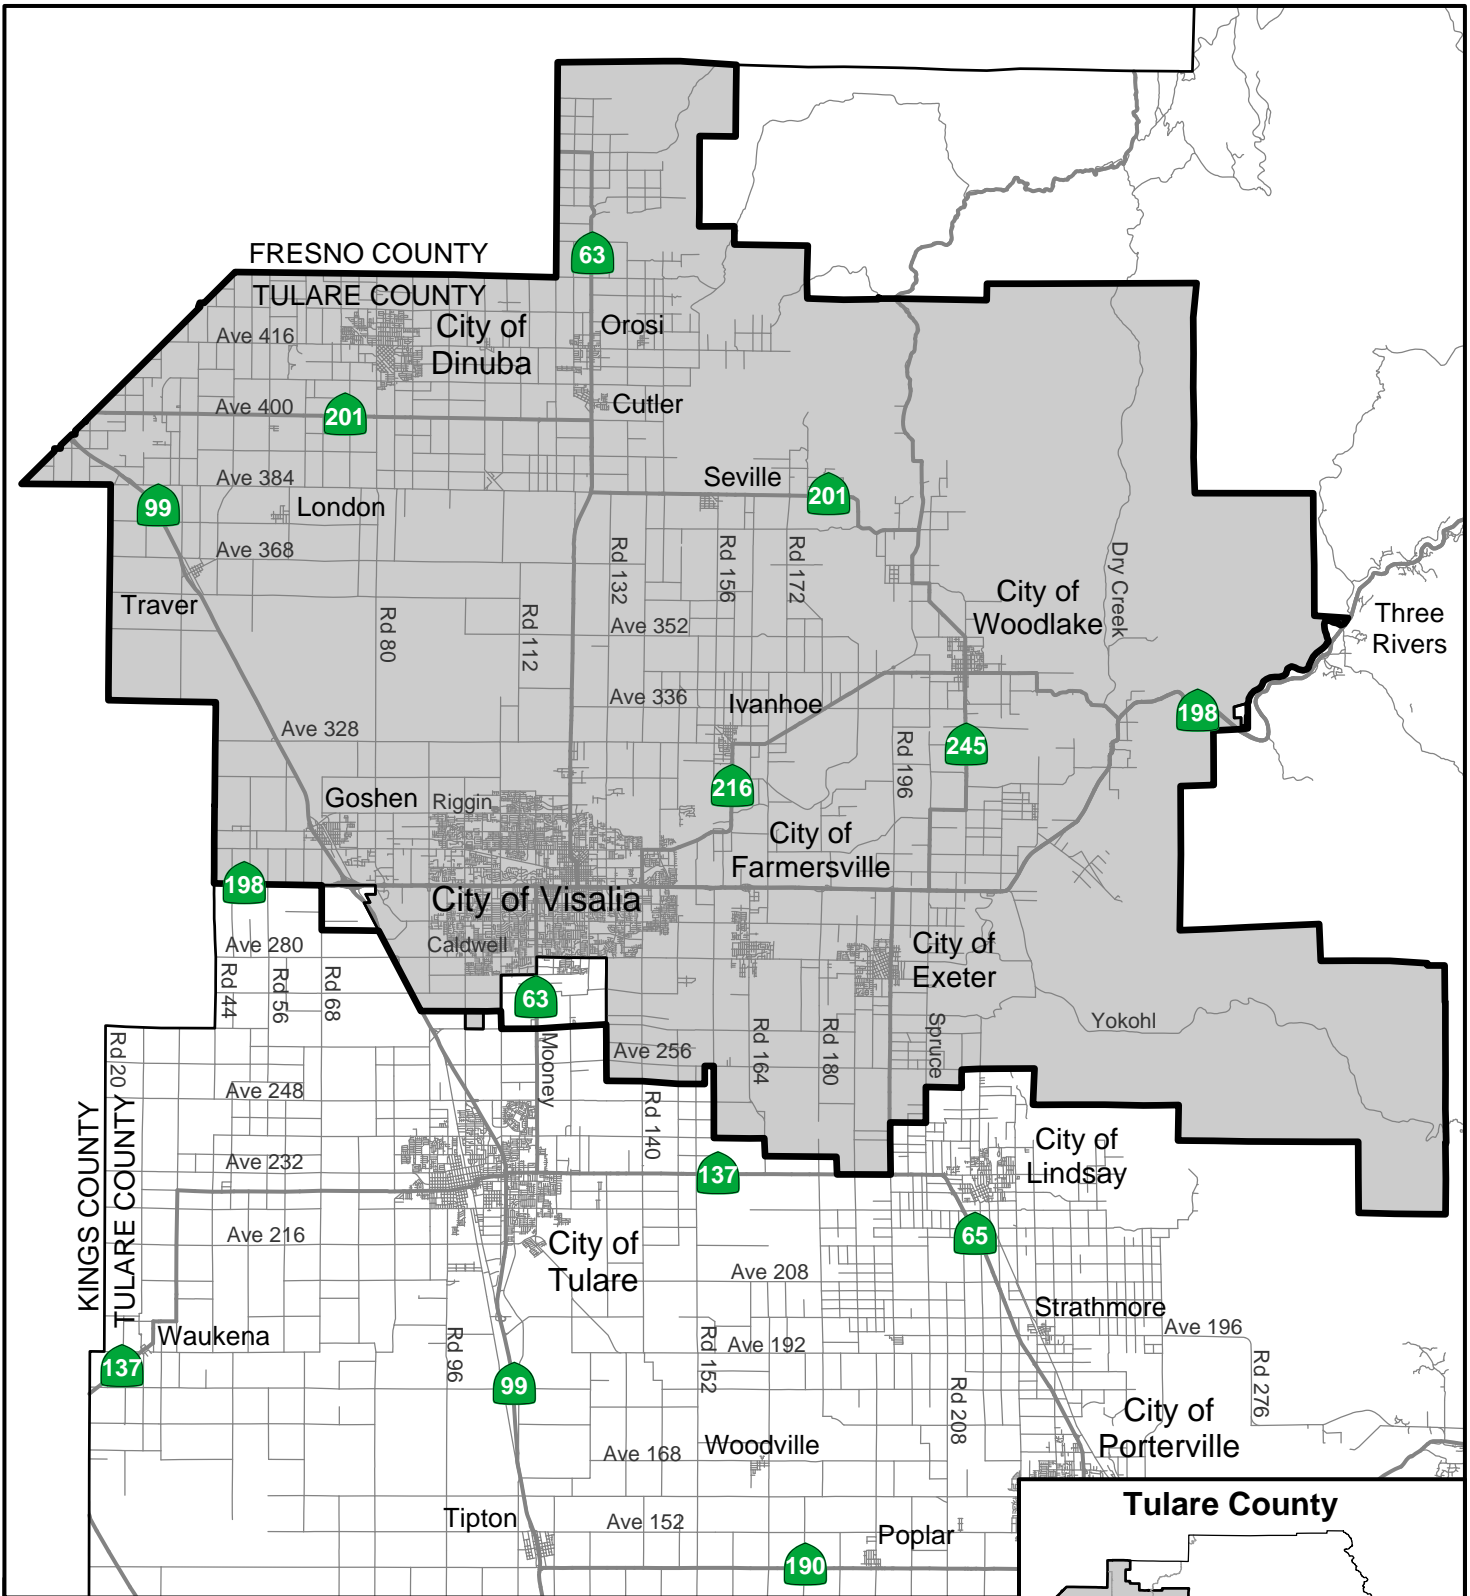 FRESNO COUNTY
63
TULARE COUNTY
City of
Dinuba
Orosi
Ave 416
Ave 400
201
Cutler
Ave 384
Seville
201
99
London
Ave 368
Rd 132
Rd 156
Rd 172
Dry Creek
Traver
Rd 80
Rd 112
Ave 352
City of
Woodlake
Three
Rivers
Ave 336
Ivanhoe
198
Ave 328
Rd 196
245
216
Goshen
Riggin
City of
Farmersville
198
City of Visalia
Ave 280
Caldwell
City of
Exeter
Rd 44
Rd 56
Rd 68
63
Mooney
Rd 164
Rd 180
Spruce
Yokohl
Rd 20
Ave 256
Ave 248
KINGS COUNTY
TULARE COUNTY
Rd 140
City of
Lindsay
Ave 232
137
Ave 216
City of
Tulare
65
Ave 208
Strathmore
Ave 196
Waukena
137
Rd 96
Rd 152
Ave 192
99
Rd 208
Rd 276
City of
Porterville
Ave 168
Woodville
Tipton
Ave 152
Poplar
190
Tulare County